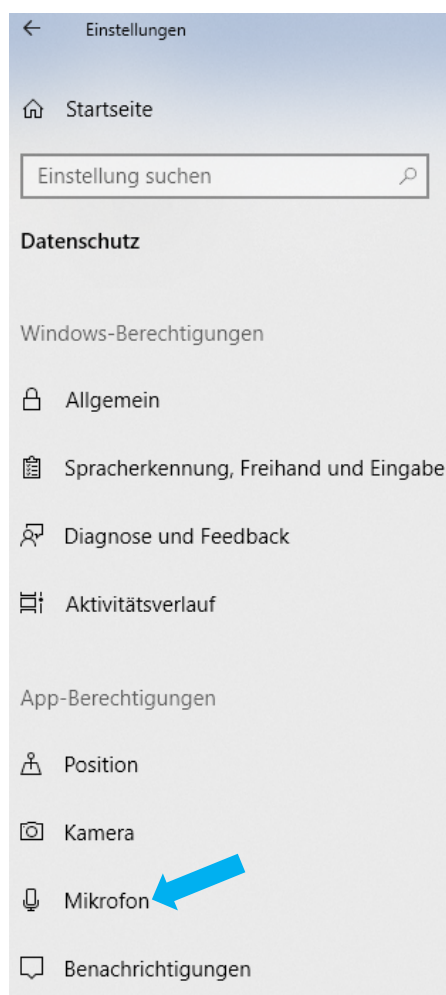 Einstellungen
Startseite
Einstellung suchen
Datenschutz
Windows-Berechtigungen
Allgemein
Spracherkennung, Freihand und Eingabe
Diagnose und Feedback
Aktivitätsverlauf
App-Berechtigungen
Position
Kamera
Mikrofon
Benachrichtigungen